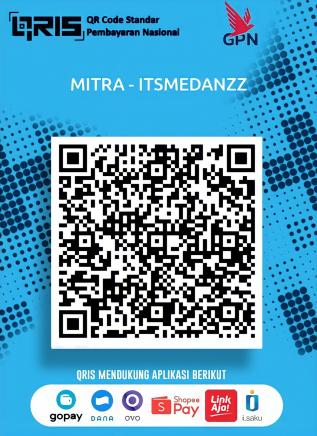 QRIS
QR Code Standar
Pembayaran Nasional
GPN
MITRA - ITSMEDANZZ
QRIS MENDUKUNG APLIKASI BERIKUT
gopay
DANA
OVO
S Shopee Pay
Link Aja!
i.saku